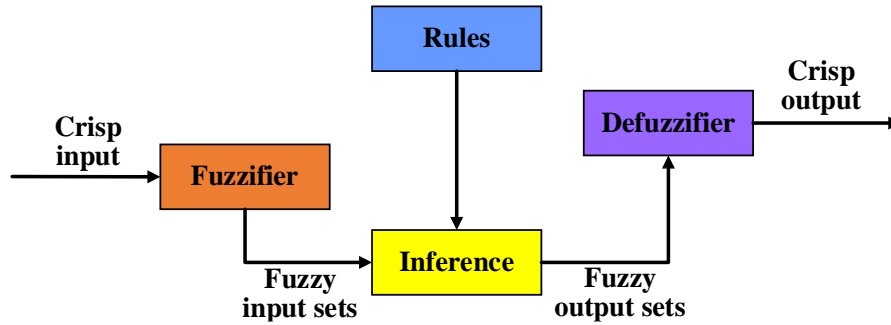 Rules
Crisp
output
Defuzzifier
Crisp
input
Fuzzifier
Inference
Fuzzy
input sets
Fuzzy
output sets